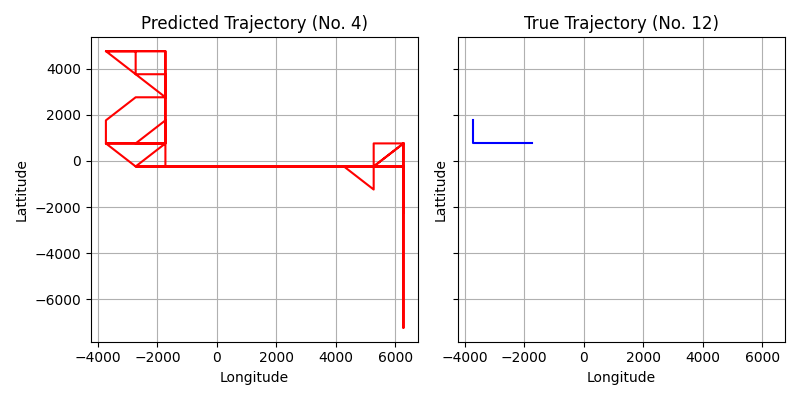 Predicted Trajectory (No. 4)
True Trajectory (No. 12)
Lattitude
4000
2000
0
−2000
−4000
−6000
−4000 −2000 0 2000 4000 6000
Longitude
Lattitude
−4000 −2000 0 2000 4000 6000
Longitude